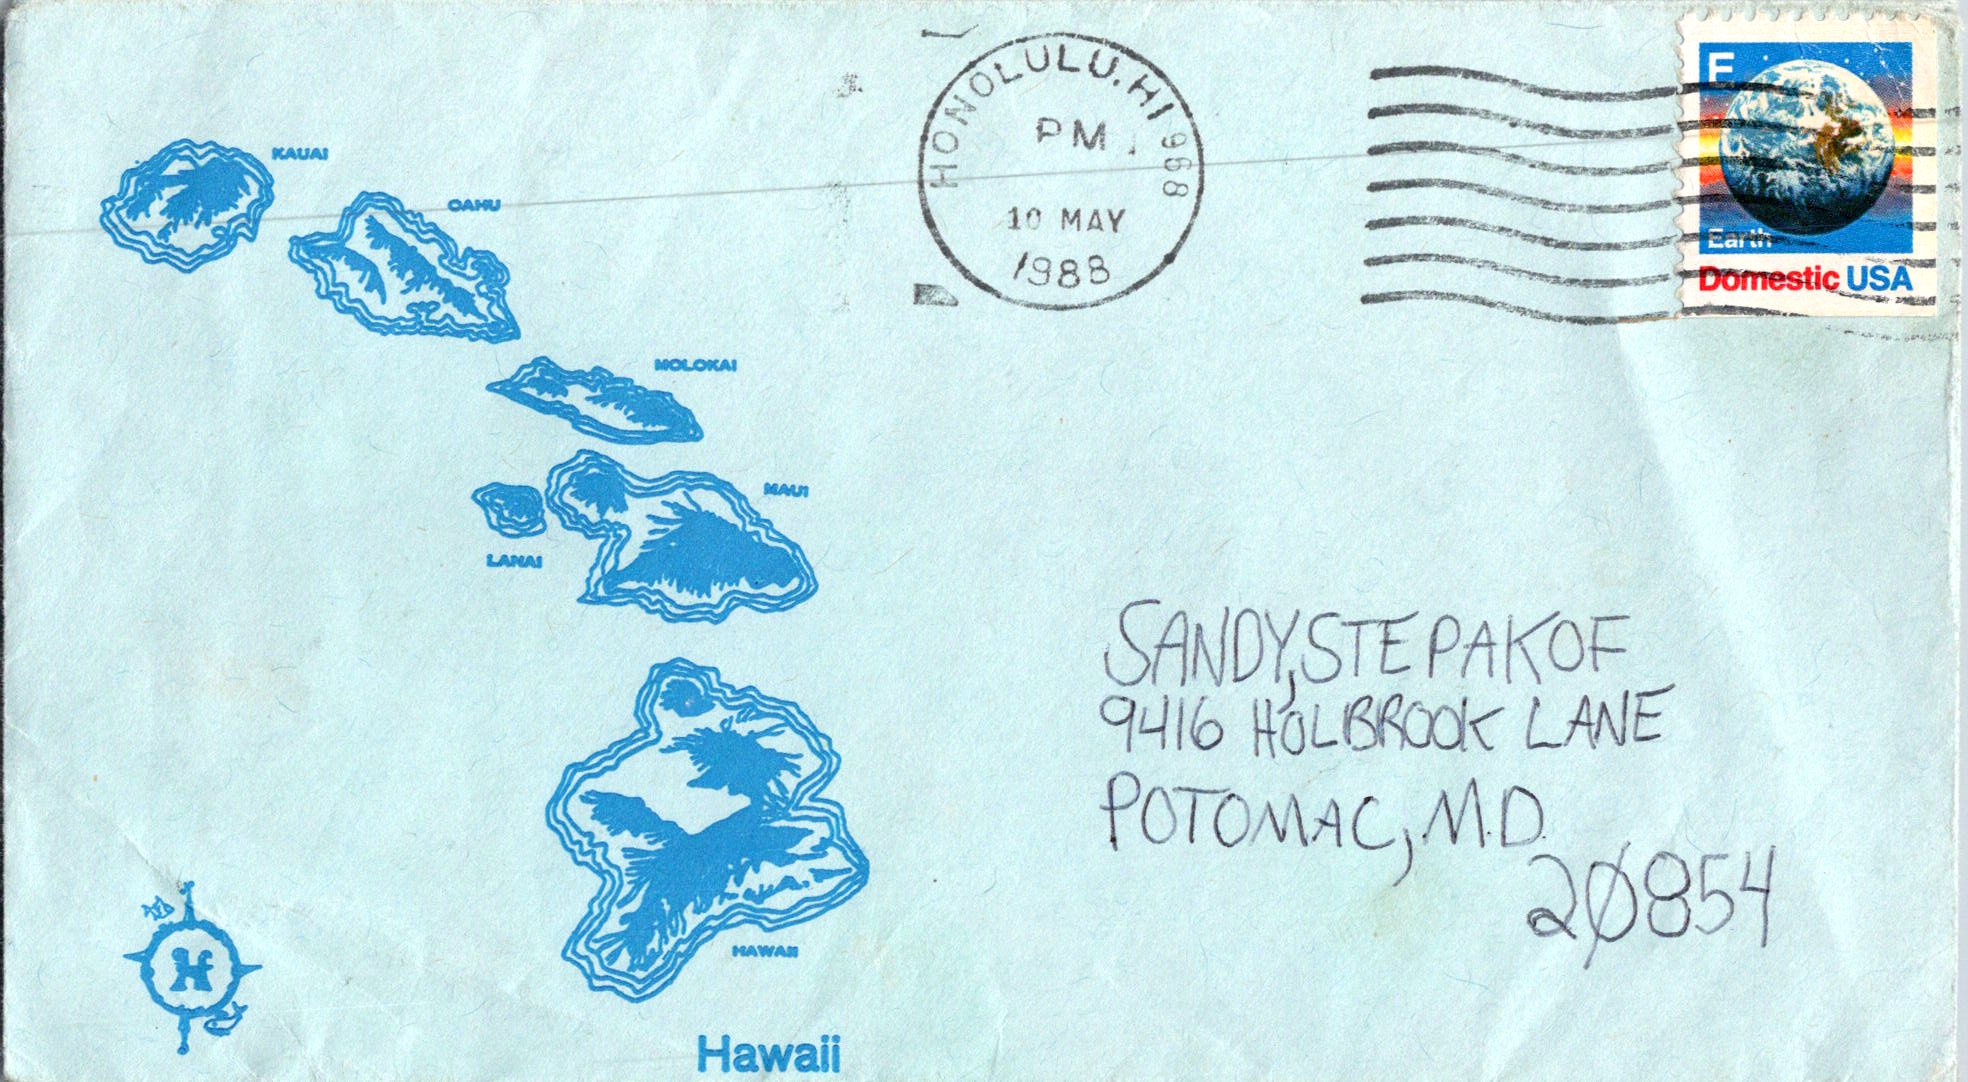 HONOLULU, HI 968
PM
10 MAY
1988
E
Earth
Domestic USA
KAUAI
OAHU
MOLOKAI
MAUI
LANAI
HAWAII
Hawaii
H
SANDY, STEPAKOF
9416 HOLBROOK LANE
POTOMAC, M.D.
20854